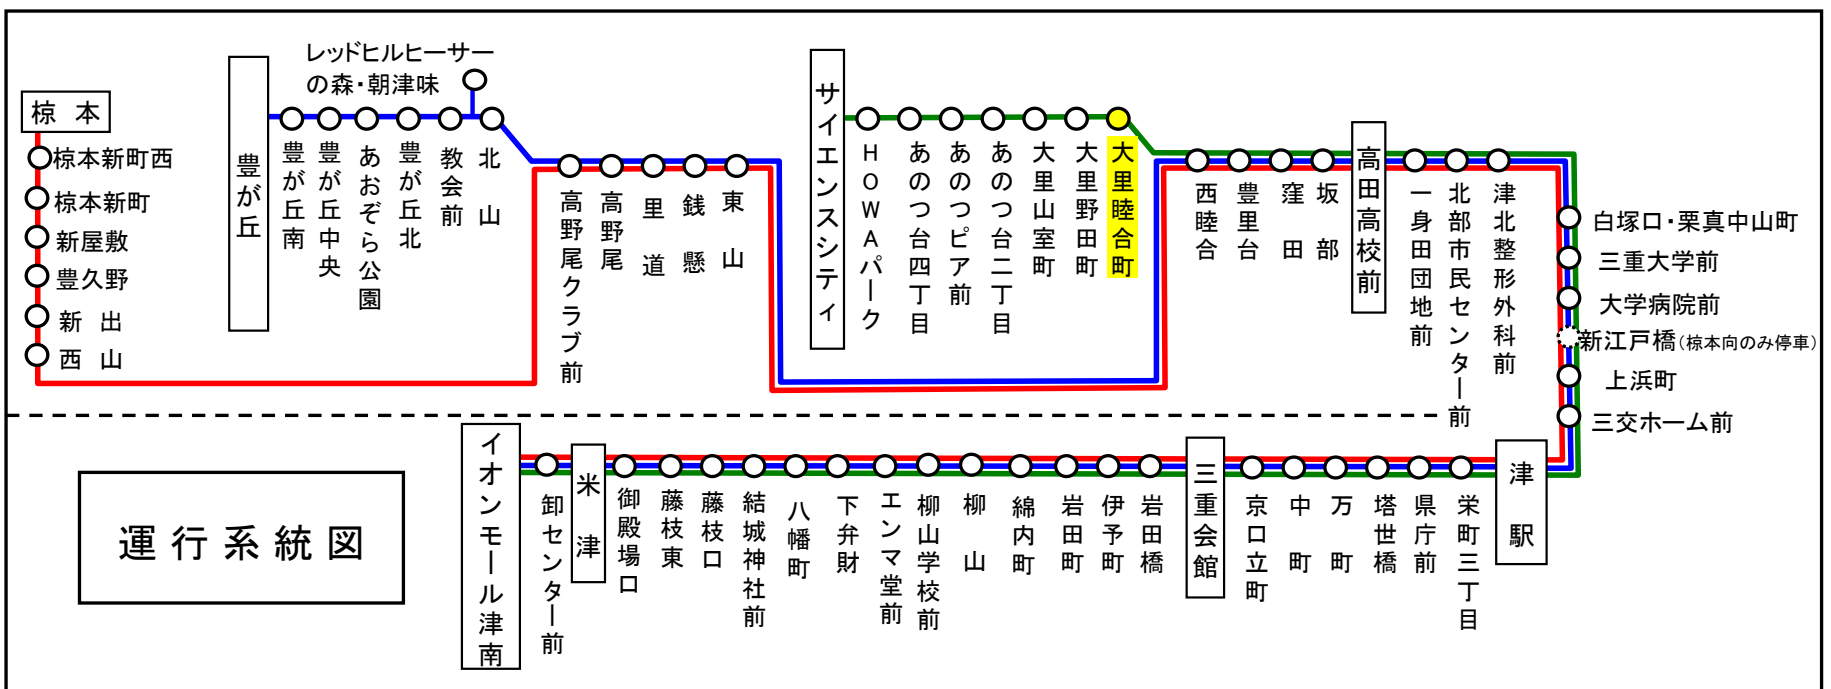 椋本
椋本新町西
椋本新町
新屋敷
豊久野
新出
西山
豊が丘
豊が丘南
豊が丘中央
あおぞら公園
豊が丘北
教会前
レッドヒルヒーサー
の森・朝津味
北山
高野尾クラブ前
高野尾
里道
銭懸
東山
サイエンスシティ
HOWAパーク
あのつ台四丁目
あのつピア前
あのつ台二丁目
大里山室町
大里野田町
大里睦合町
西睦合
豊里台
窪田
坂部
高田高校前
一身田団地前
北部市民センター前
津北整形外科前
白塚口・栗真中山町
三重大学前
大学病院前
新江戸橋(椋本向のみ停車)
上浜町
三交ホーム前
運行系統図
イオンモール津南
卸センター前
米津
御殿場口
藤枝東
藤枝口
結城神社前
八幡町
下弁財
エンマ堂前
柳山学校前
柳山
綿内町
岩田町
伊予町
岩田橋
三重会館
京口立町
中町
万町
塔世橋
県庁前
栄町三丁目
津駅